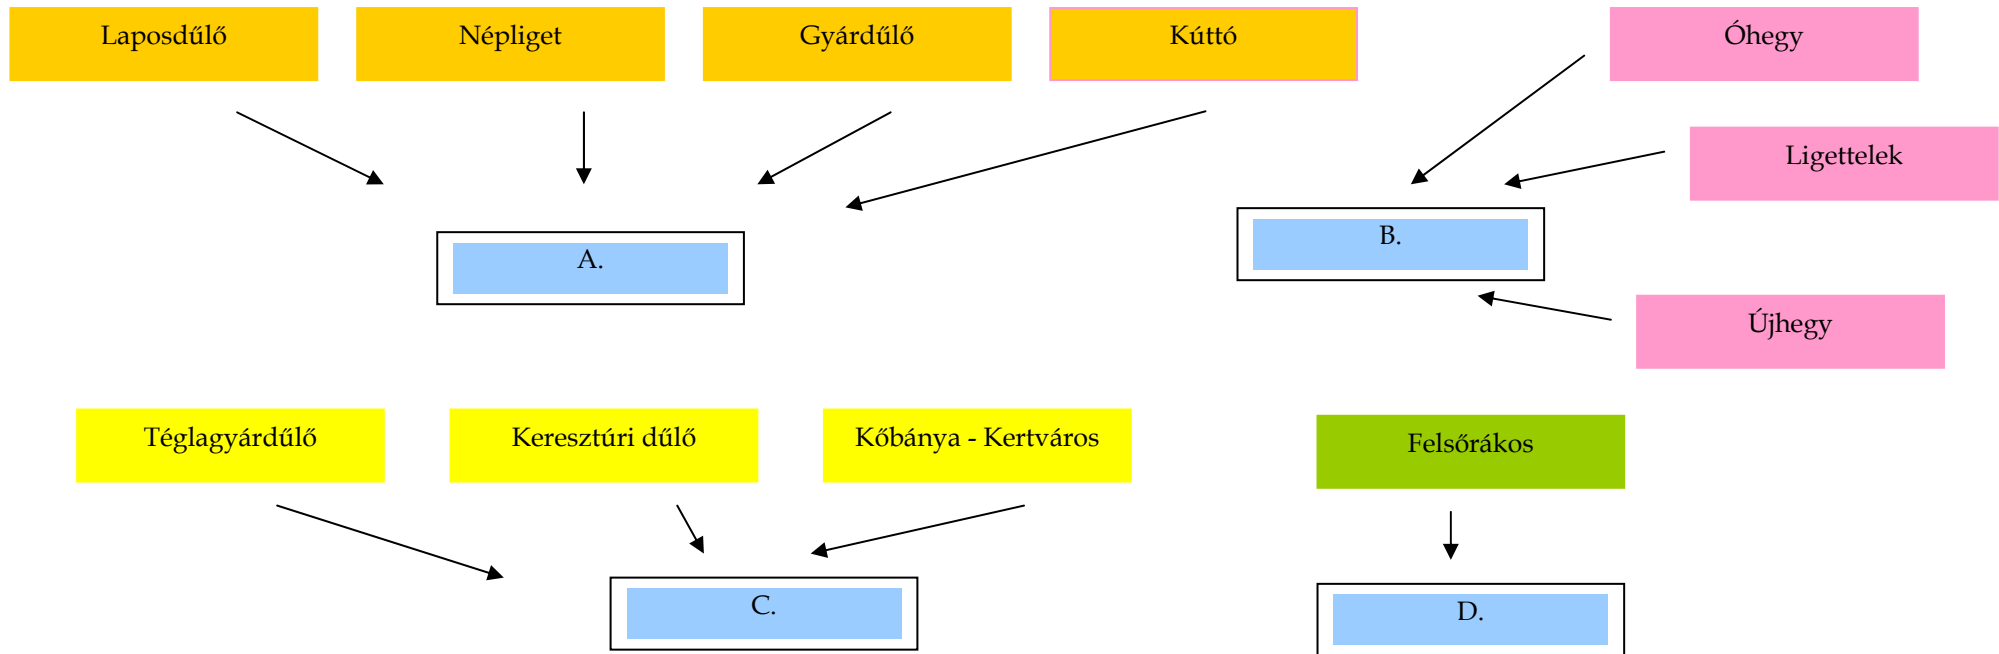 Laposdűlő
Népliget
Gyárdűlő
Kúttó
Óhegy
Ligettelek
A.
B.
Újhegy
Téglagyárdűlő
Keresztúri dűlő
Kőbánya - Kertváros
Felsőrákos
C.
D.